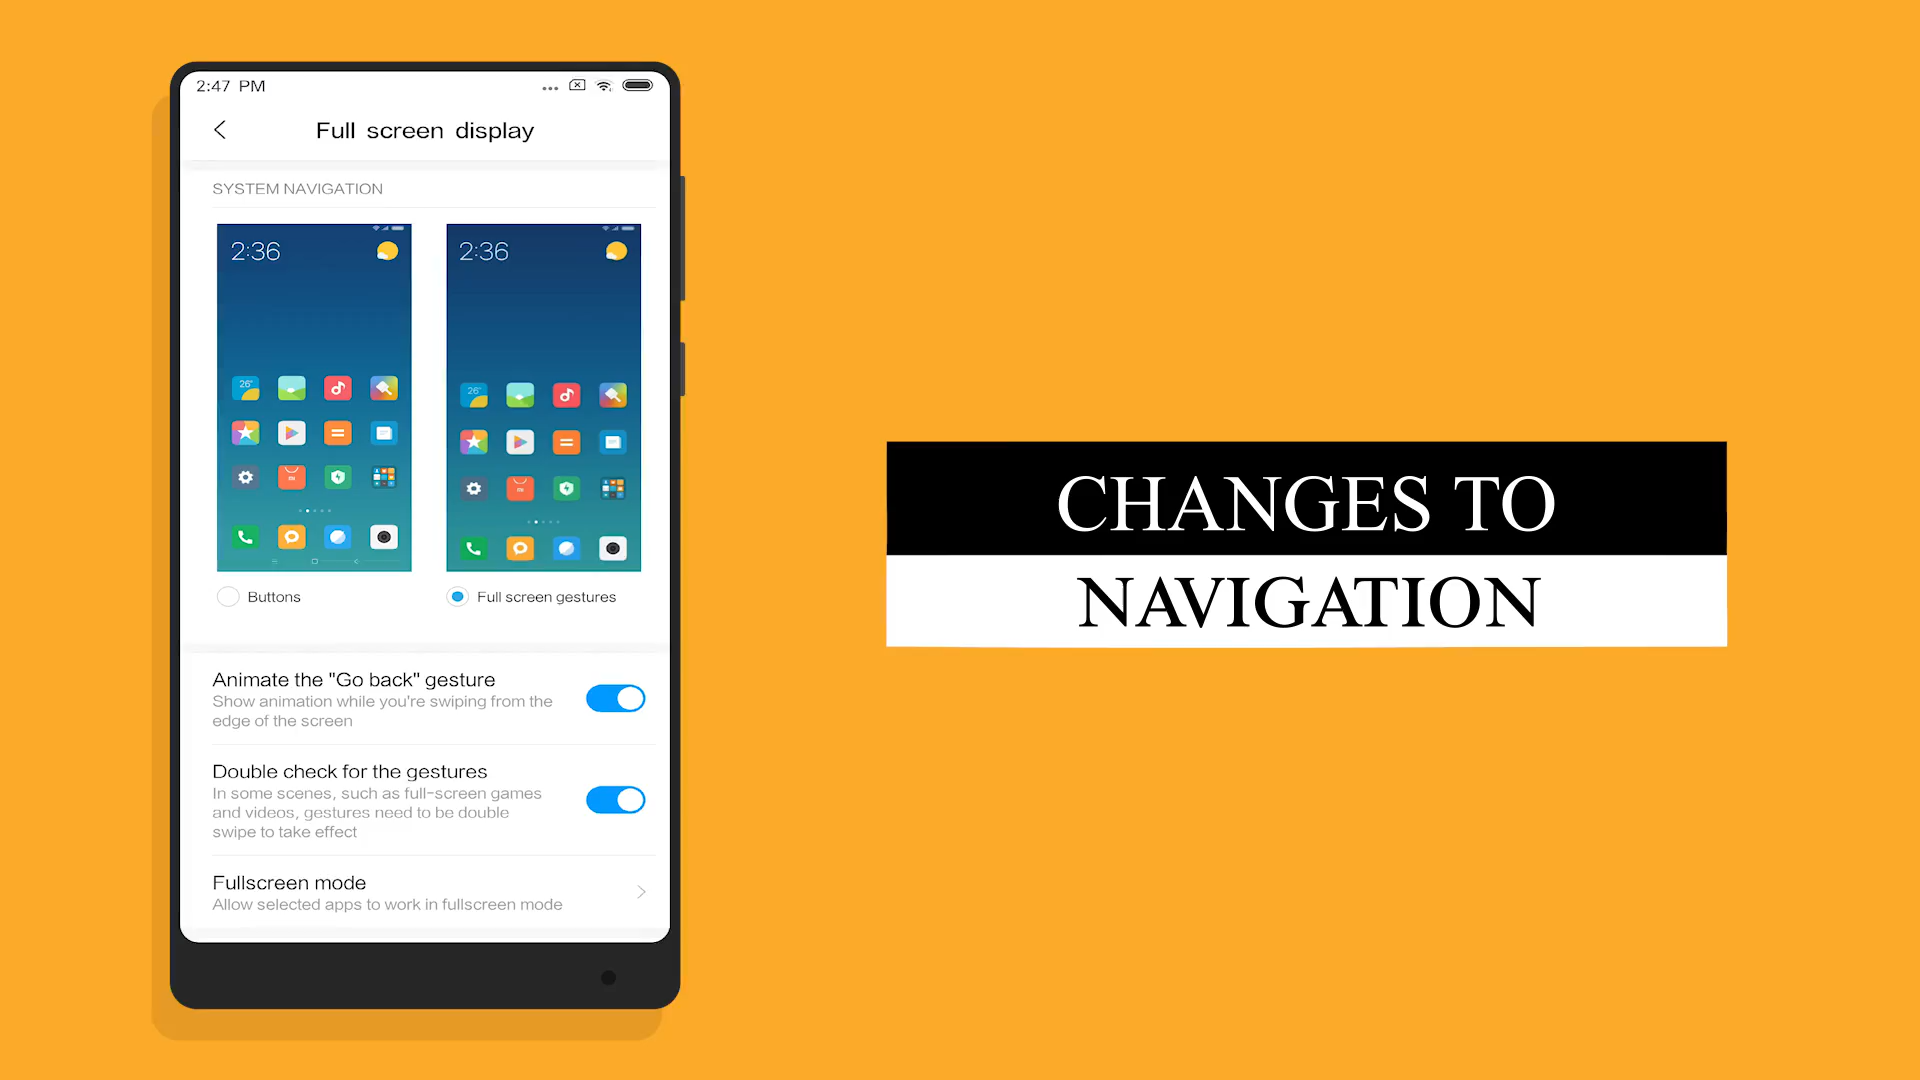 2:47 PM
Full screen display
SYSTEM NAVIGATION
2:36
2:36
26°
26°
Buttons
Full screen gestures
Animate the "Go back" gesture
Show animation while you're swiping from the
edge of the screen
Double check for the gestures
In some scenes, such as full-screen games
and videos, gestures need to be double
swipe to take effect
Fullscreen mode
Allow selected apps to work in fullscreen mode
CHANGES TO
NAVIGATION